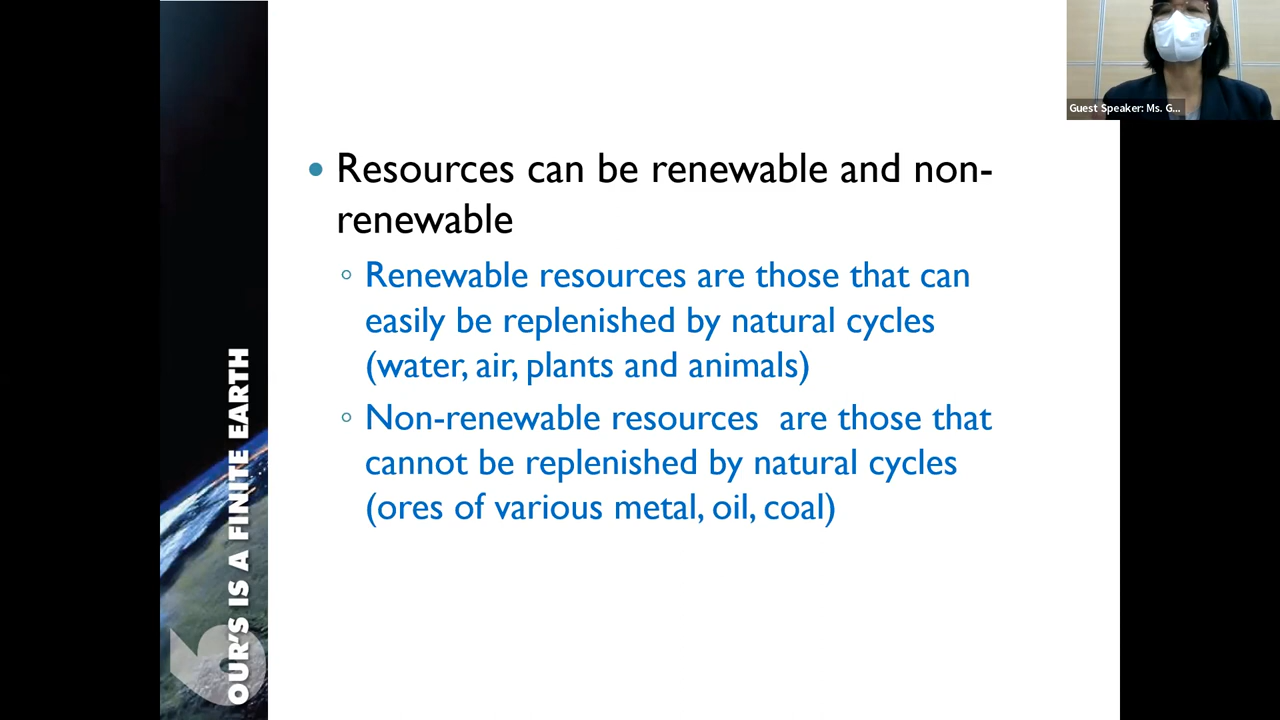 Guest Speaker: Ms. G...
Resources can be renewable and non-
renewable
Renewable resources are those that can
easily be replenished by natural cycles
(water, air, plants and animals)
Non-renewable resources are those that
cannot be replenished by natural cycles
(ores of various metal, oil, coal)
OUR'S IS A FINITE EARTH
6